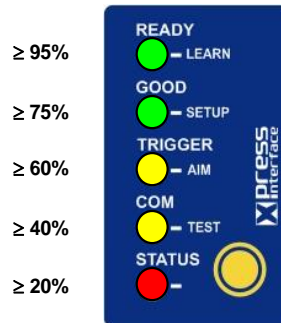 READY
≥ 95%
LEARN
GOOD
≥ 75%
SETUP
TRIGGER
≥ 60%
AIM
COM
≥ 40%
TEST
STATUS
≥ 20%
Xpress
interface